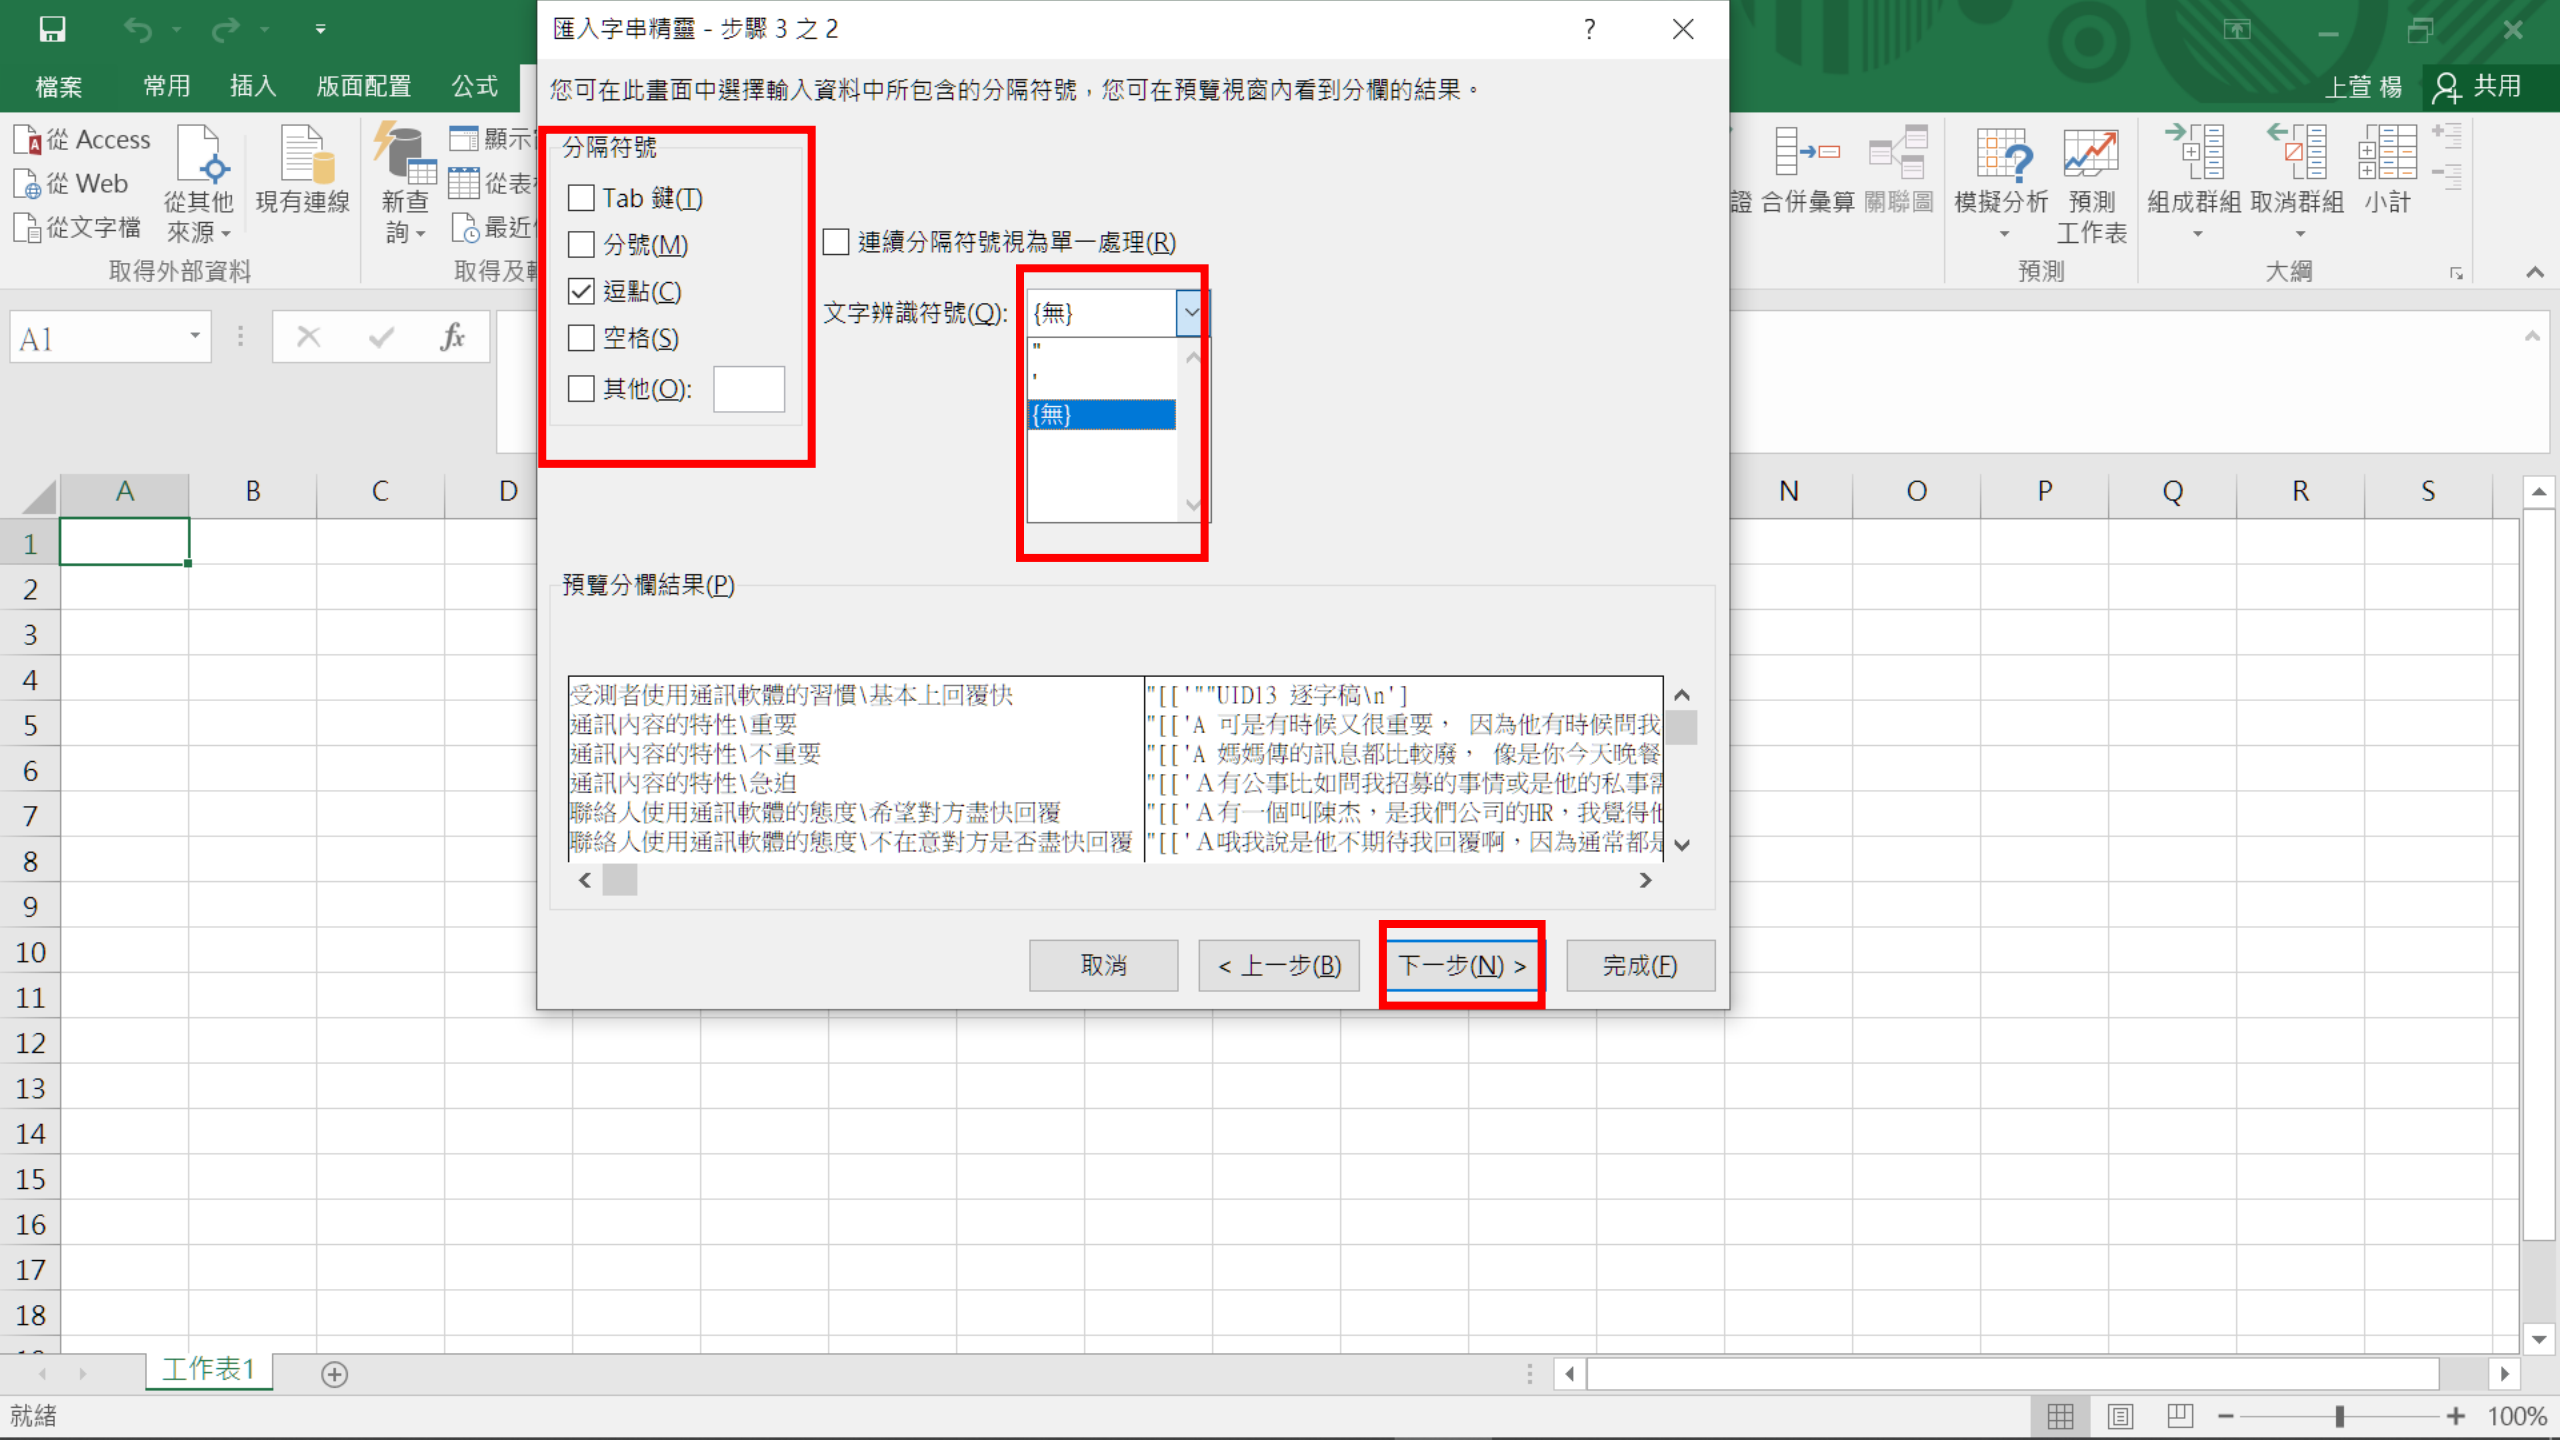 匯入字串精靈 - 步驟 3 之 2
?
檔案
常用
插入
版面配置
公式
上萱 楊
共用
您可在此畫面中選擇輸入資料中所包含的分隔符號，您可在預覽視窗內看到分欄的結果。
從 Access
從 Web
從文字檔
從其他
來源
現有連線
取得外部資料
新查
詢
顯示
從表
最近
取得及
證
合併彙算
關聯圖
模擬分析
預測
工作表
預測
組成群組
取消群組
小計
大綱
分隔符號
Tab 鍵(T)
分號(M)
逗點(C)
空格(S)
其他(O):
連續分隔符號視為單一處理(R)
文字辨識符號(Q):
{無}
"
'
{無}
A1
fx
A
B
C
D
N
O
P
Q
R
S
預覽分欄結果(P)
受測者使用通訊軟體的習慣\基本上回覆快 "[['""UID13 逐字稿\n']
通訊內容的特性\重要 "[['A 可是有時候又很重要， 因為他有時候問我
通訊內容的特性\不重要 "[['A 媽媽傳的訊息都比較廢， 像是你今天晚餐
通訊內容的特性\急迫 "[['A有公事比如問我招募的事情或是他的私事
聯絡人使用通訊軟體的態度\希望對方盡快回覆 "[['A有一個叫陳杰，是我們公司的HR，我覺得
聯絡人使用通訊軟體的態度\不在意對方是否盡快回覆 "[['A哦我說是他不期待我回覆啊，因為通常都
取消
< 上一步(B)
下一步(N) >
完成(F)
1
2
3
4
5
6
7
8
9
10
11
12
13
14
15
16
17
18
工作表1
就緒
100%